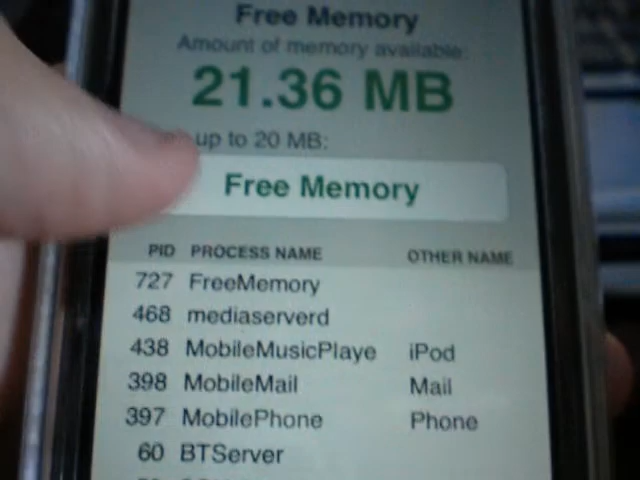 Free Memory
Amount of memory available:
21.36 MB
up to 20 MB:
Free Memory
PID PROCESS NAME OTHER NAME
727 FreeMemory
468 mediaserverd
438 MobileMusicPlaye iPod
398 MobileMail Mail
397 MobilePhone Phone
60 BTServer